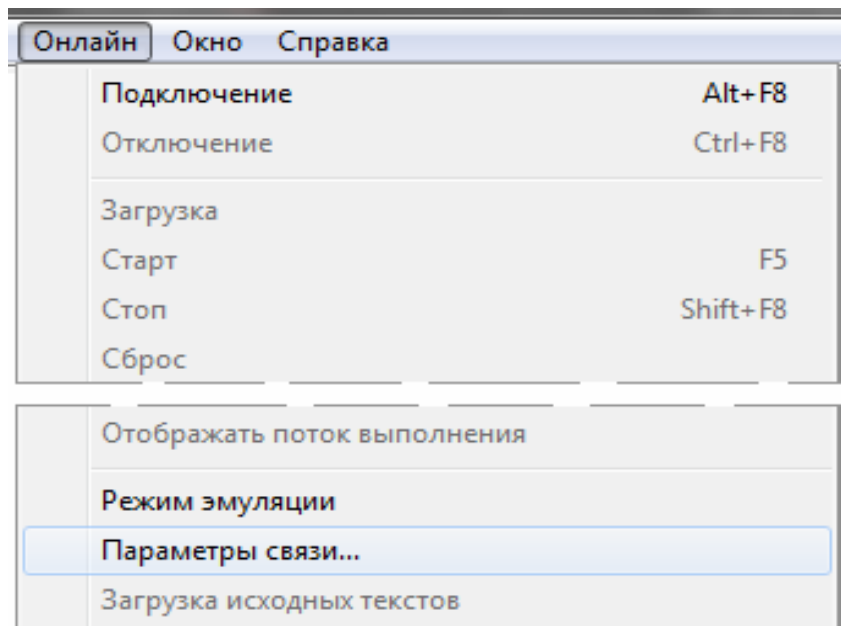 Онлайн Окно Справка
Подключение Alt+F8
Отключение Ctrl+F8
Загрузка
Старт F5
Стоп Shift+F8
Сброс
Отображать поток выполнения
Режим эмуляции
Параметры связи...
Загрузка исходных текстов